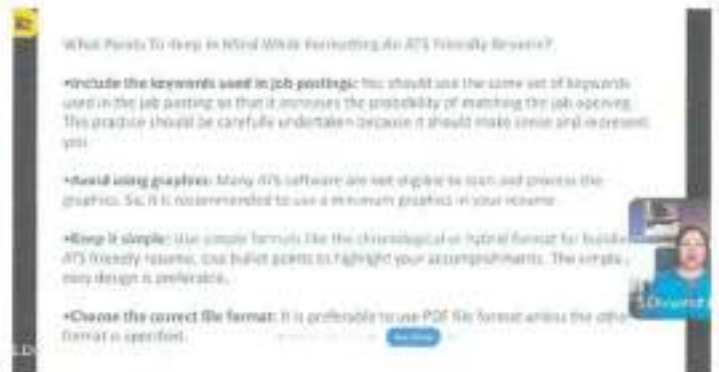 What Points To Keep In Mind While Formatting An ATS Friendly Resume?
•Include the keywords used in job postings: You should use the same set of keywords
used in the job posting so that it increases the probability of matching the job opening.
This practice should be carefully undertaken because it should make sense and represent
you.
•Avoid using graphics: Many ATS software are not eligible to scan and process the
graphics. So, it is recommended to use a minimum graphics in your resume.
•Keep it simple: Use simple formats like the chronological or hybrid format for
ATS friendly resume. Use bullet points to highlight your accomplishments. The simple,
easy design is preferable.
•Choose the correct file format: It is preferable to use PDF file format unless the
format is specified.